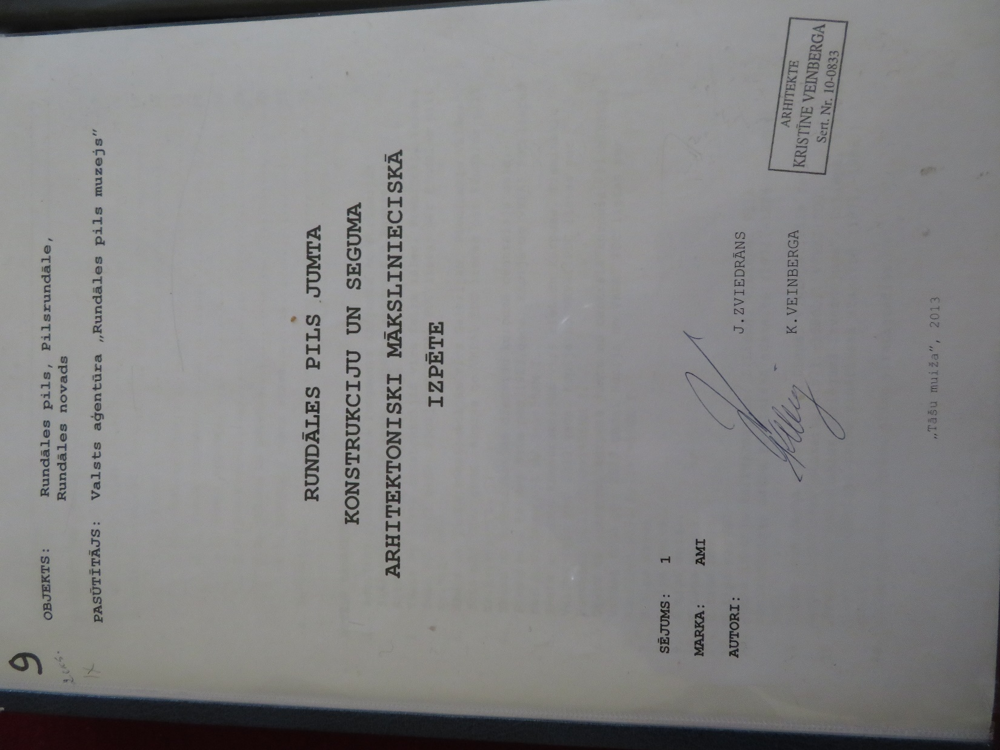 9
OBJEKTS: Rundāles pils, Pilsrundāle,
Rundāles novads
PASŪTĪTĀJS: Valsts aģentūra „Rundāles pils muzejs”
RUNDĀLES PILS JUMTA
KONSTRUKCIJU UN SEGUMA
ARHITEKTONISKI MĀKSLINIECISKĀ
IZPĒTE
SĒJUMS: 1
MARKA: AMI
AUTORI: J.ZVIEDRĀNS
K.VEINBERGA
ARHITEKTE
KRISTĪNE VEINBERGA
Sert. Nr. 10-0833
„Tāšu muiža”, 2013